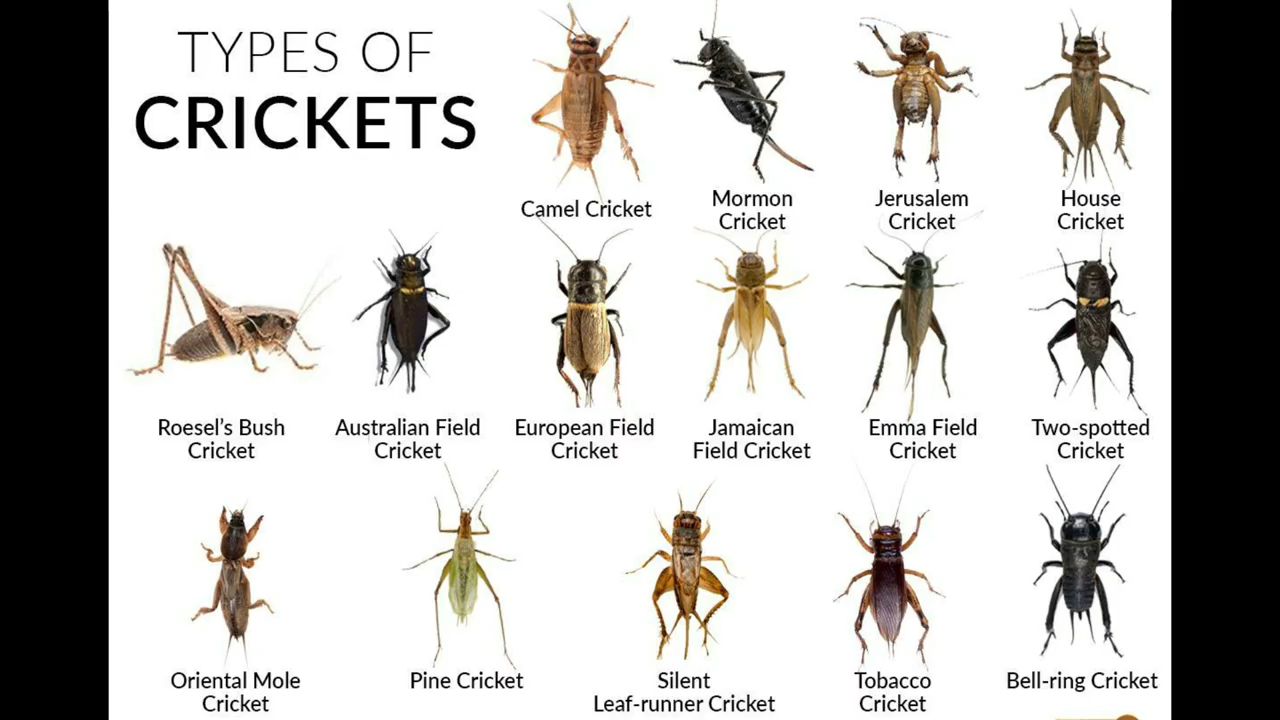 TYPES OF
CRICKETS
Camel Cricket
Mormon
Cricket
Jerusalem
Cricket
House
Cricket
Roesel’s Bush
Cricket
Australian Field
Cricket
European Field
Cricket
Jamaican
Field Cricket
Emma Field
Cricket
Two-spotted
Cricket
Oriental Mole
Cricket
Pine Cricket
Silent
Leaf-runner Cricket
Tobacco
Cricket
Bell-ring Cricket